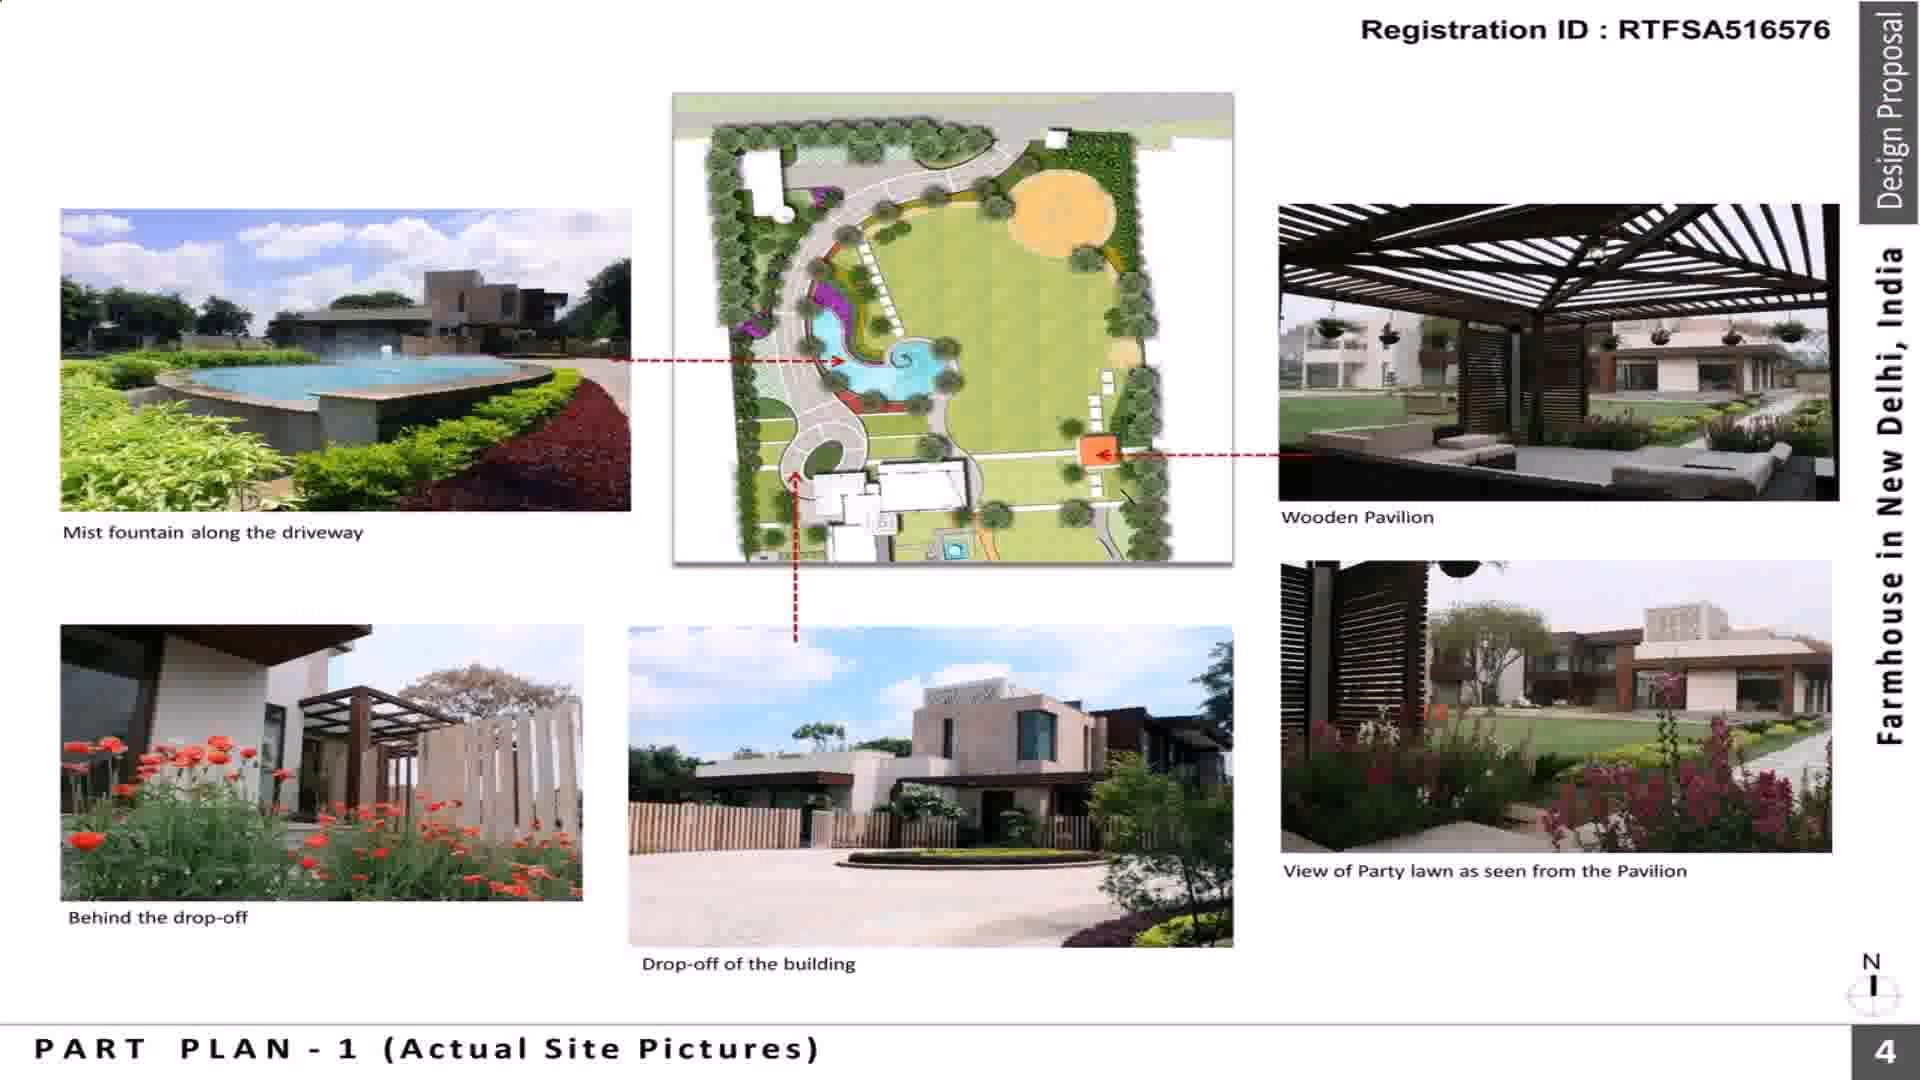 Registration ID : RTFSA516576
Design Proposal
Farmhouse in New Delhi, India
Mist fountain along the driveway
Wooden Pavilion
View of Party lawn as seen from the Pavilion
Behind the drop-off
Drop-off of the building
N
PART PLAN - 1 (Actual Site Pictures)
4